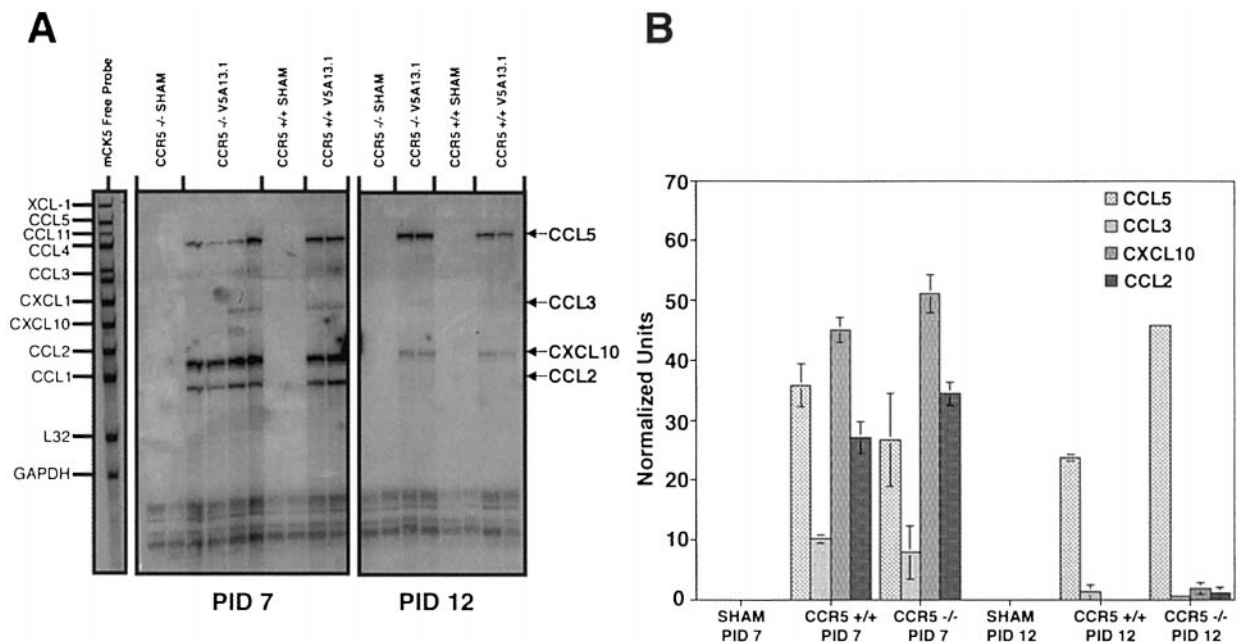 A
mCK5 Free Probe
CCR5 -/- SHAM
CCR5 -/- V5A13.1
CCR5 +/+ SHAM
CCR5 +/+ V5A13.1
CCR5 -/- SHAM
CCR5 -/- V5A13.1
CCR5 +/+ SHAM
CCR5 +/+ V5A13.1
XCL-1
CCL5
CCL11
CCL4
CCL3
CXCL1
CXCL10
CCL2
CCL1
L32
GAPDH
CCL5
CCL3
CXCL10
CCL2
PID 7
PID 12
B
Normalized Units
70
60
50
40
30
20
10
0
CCL5
CCL3
CXCL10
CCL2
SHAM
PID 7
CCR5 +/+
PID 7
CCR5 -/-
PID 7
SHAM
PID 12
CCR5 +/+
PID 12
CCR5 -/-
PID 12